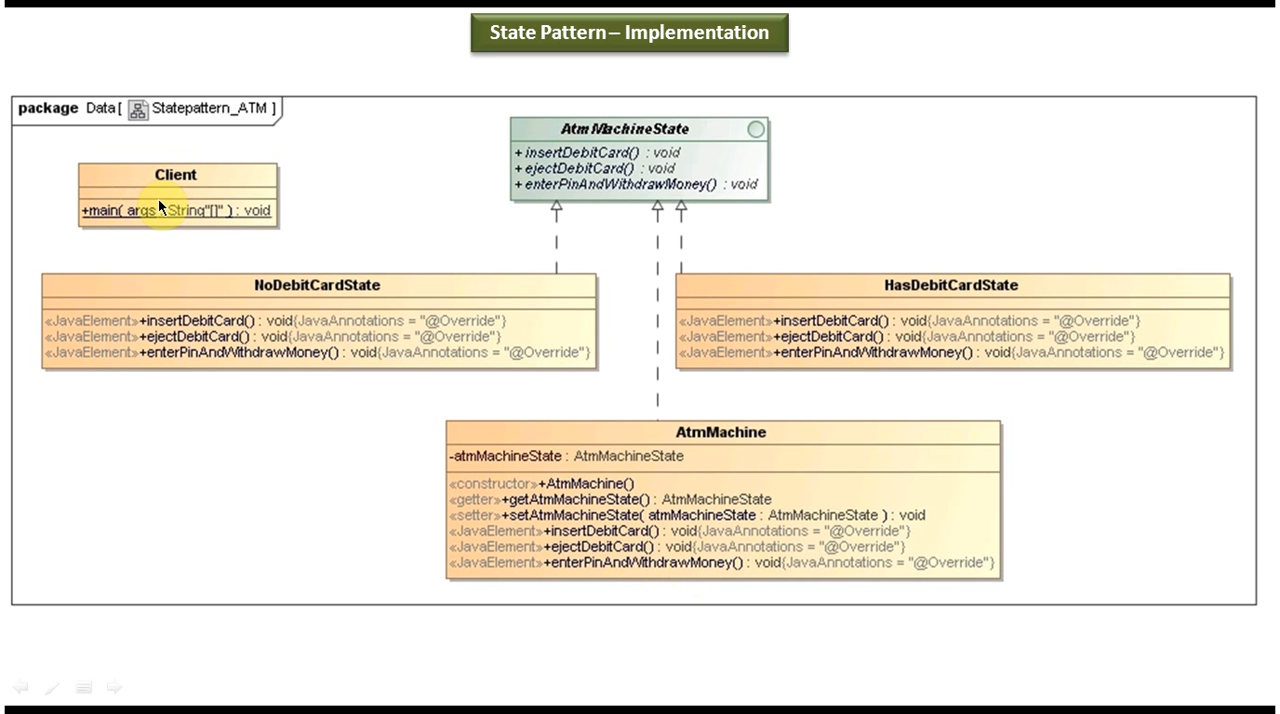 State Pattern – Implementation
package Data [ Statepattern_ATM ]
AtmMachineState
+ insertDebitCard() : void
+ ejectDebitCard() : void
+ enterPinAndWithdrawMoney() : void
Client
+main( args : String"[]" ) : void
NoDebitCardState
«JavaElement»+insertDebitCard() : void{JavaAnnotations = "@Override"}
«JavaElement»+ejectDebitCard() : void{JavaAnnotations = "@Override"}
«JavaElement»+enterPinAndWithdrawMoney() : void{JavaAnnotations = "@Override"}
HasDebitCardState
«JavaElement»+insertDebitCard() : void{JavaAnnotations = "@Override"}
«JavaElement»+ejectDebitCard() : void{JavaAnnotations = "@Override"}
«JavaElement»+enterPinAndWithdrawMoney() : void{JavaAnnotations = "@Override"}
AtmMachine
-atmMachineState : AtmMachineState
«constructor»+AtmMachine()
«getter»+getAtmMachineState() : AtmMachineState
«setter»+setAtmMachineState( atmMachineState : AtmMachineState ) : void
«JavaElement»+insertDebitCard() : void{JavaAnnotations = "@Override"}
«JavaElement»+ejectDebitCard() : void{JavaAnnotations = "@Override"}
«JavaElement»+enterPinAndWithdrawMoney() : void{JavaAnnotations = "@Override"}